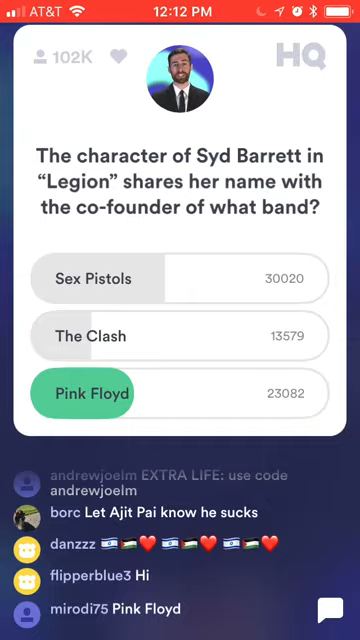 AT&T 12:12 PM
102K HQ
The character of Syd Barrett in
“Legion” shares her name with
the co-founder of what band?
Sex Pistols 30020
The Clash 13579
Pink Floyd 23082
andrewjoelm EXTRA LIFE: use code
andrewjoelm
borc Let Ajit Pai know he sucks
danzzz 🇮🇱🇵🇸❤️ 🇮🇱🇵🇸❤️ 🇮🇱🇵🇸❤️
flipperblue3 Hi
mirodi75 Pink Floyd